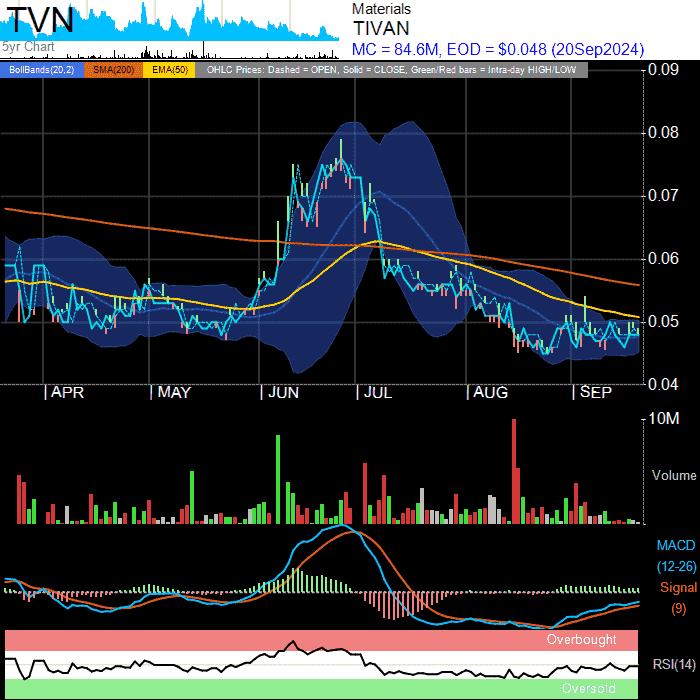 TVN
Materials
TIVAN
5yr Chart
MC = 84.6M, EOD = $0.048 (20Sep2024)
BollBands(20,2) SMA(200) EMA(50) OHLC Prices: Dashed = OPEN, Solid = CLOSE, Green/Red bars = Intra-day HIGH/LOW
0.09
0.08
0.07
0.06
0.05
0.04
APR MAY JUN JUL AUG SEP
10M
Volume
MACD
(12-26)
Signal
(9)
Overbought
RSI(14)
Oversold